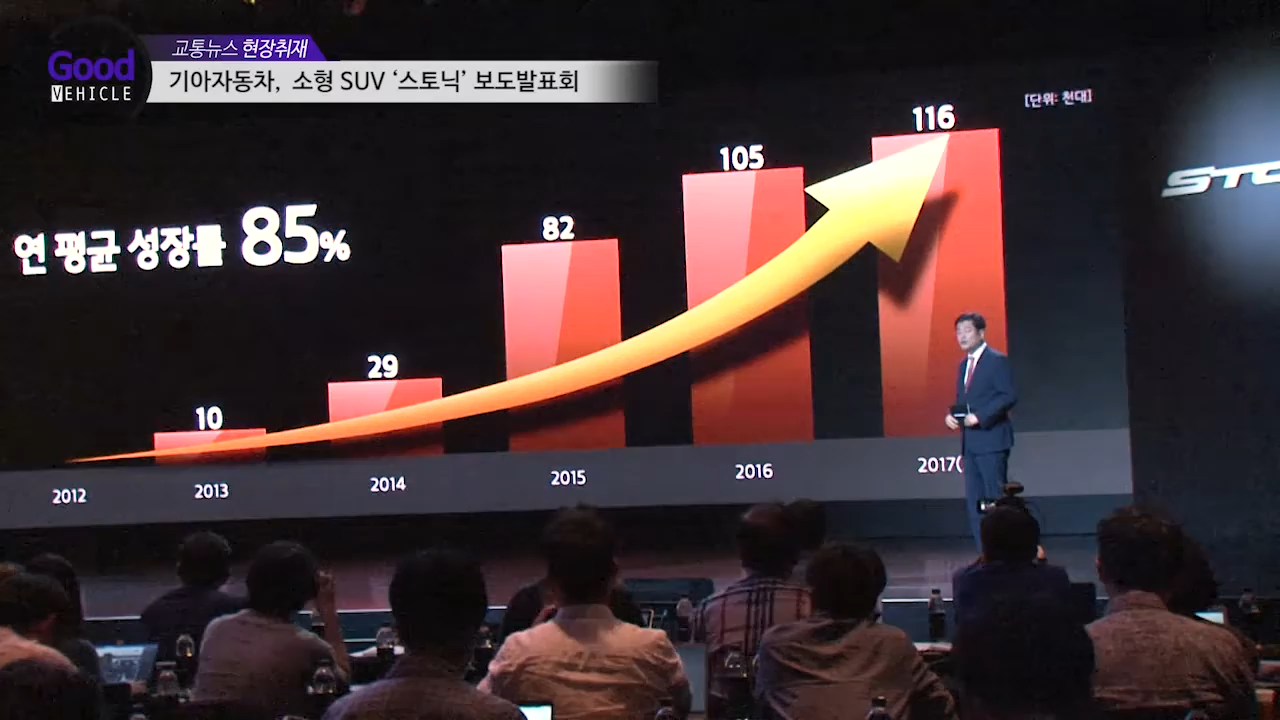 Good
VEHICLE
교통뉴스 현장취재
기아자동차, 소형 SUV ‘스토닉’ 보도발표회
[단위: 천대]
116
105
82
29
10
연 평균 성장률 85%
2012
2013
2014
2015
2016
2017(
STO